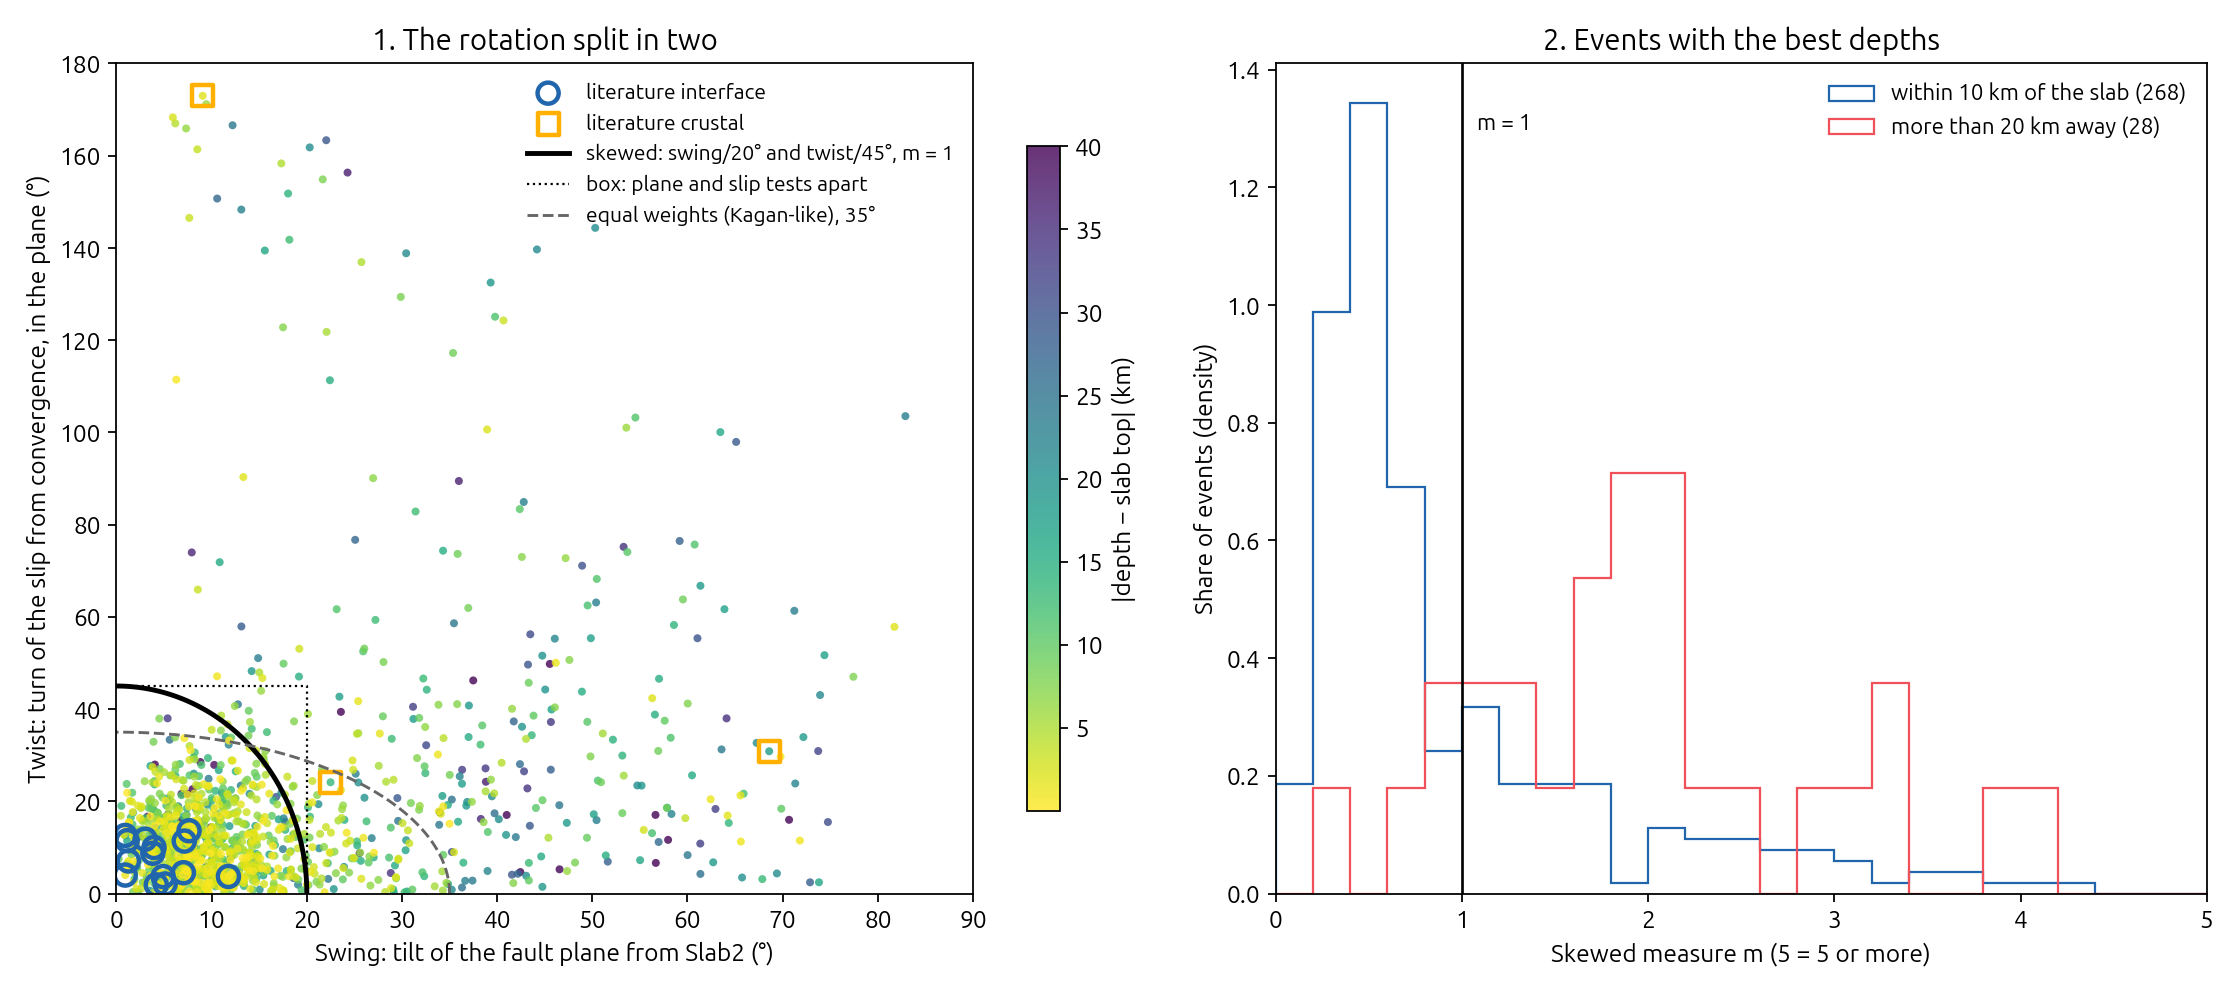 1. The rotation split in two
Twist: turn of the slip from convergence, in the plane (°)
180
160
140
120
100
80
60
40
20
0
literature interface
literature crustal
skewed: swing/20° and twist/45°, m = 1
box: plane and slip tests apart
equal weights (Kagan-like), 35°
0 10 20 30 40 50 60 70 80 90
Swing: tilt of the fault plane from Slab2 (°)
40
35
30
25
20
15
10
5
|depth − slab top| (km)
2. Events with the best depths
Share of events (density)
1.4
1.2
1.0
0.8
0.6
0.4
0.2
0.0
m = 1
within 10 km of the slab (268)
more than 20 km away (28)
0 1 2 3 4 5
Skewed measure m (5 = 5 or more)